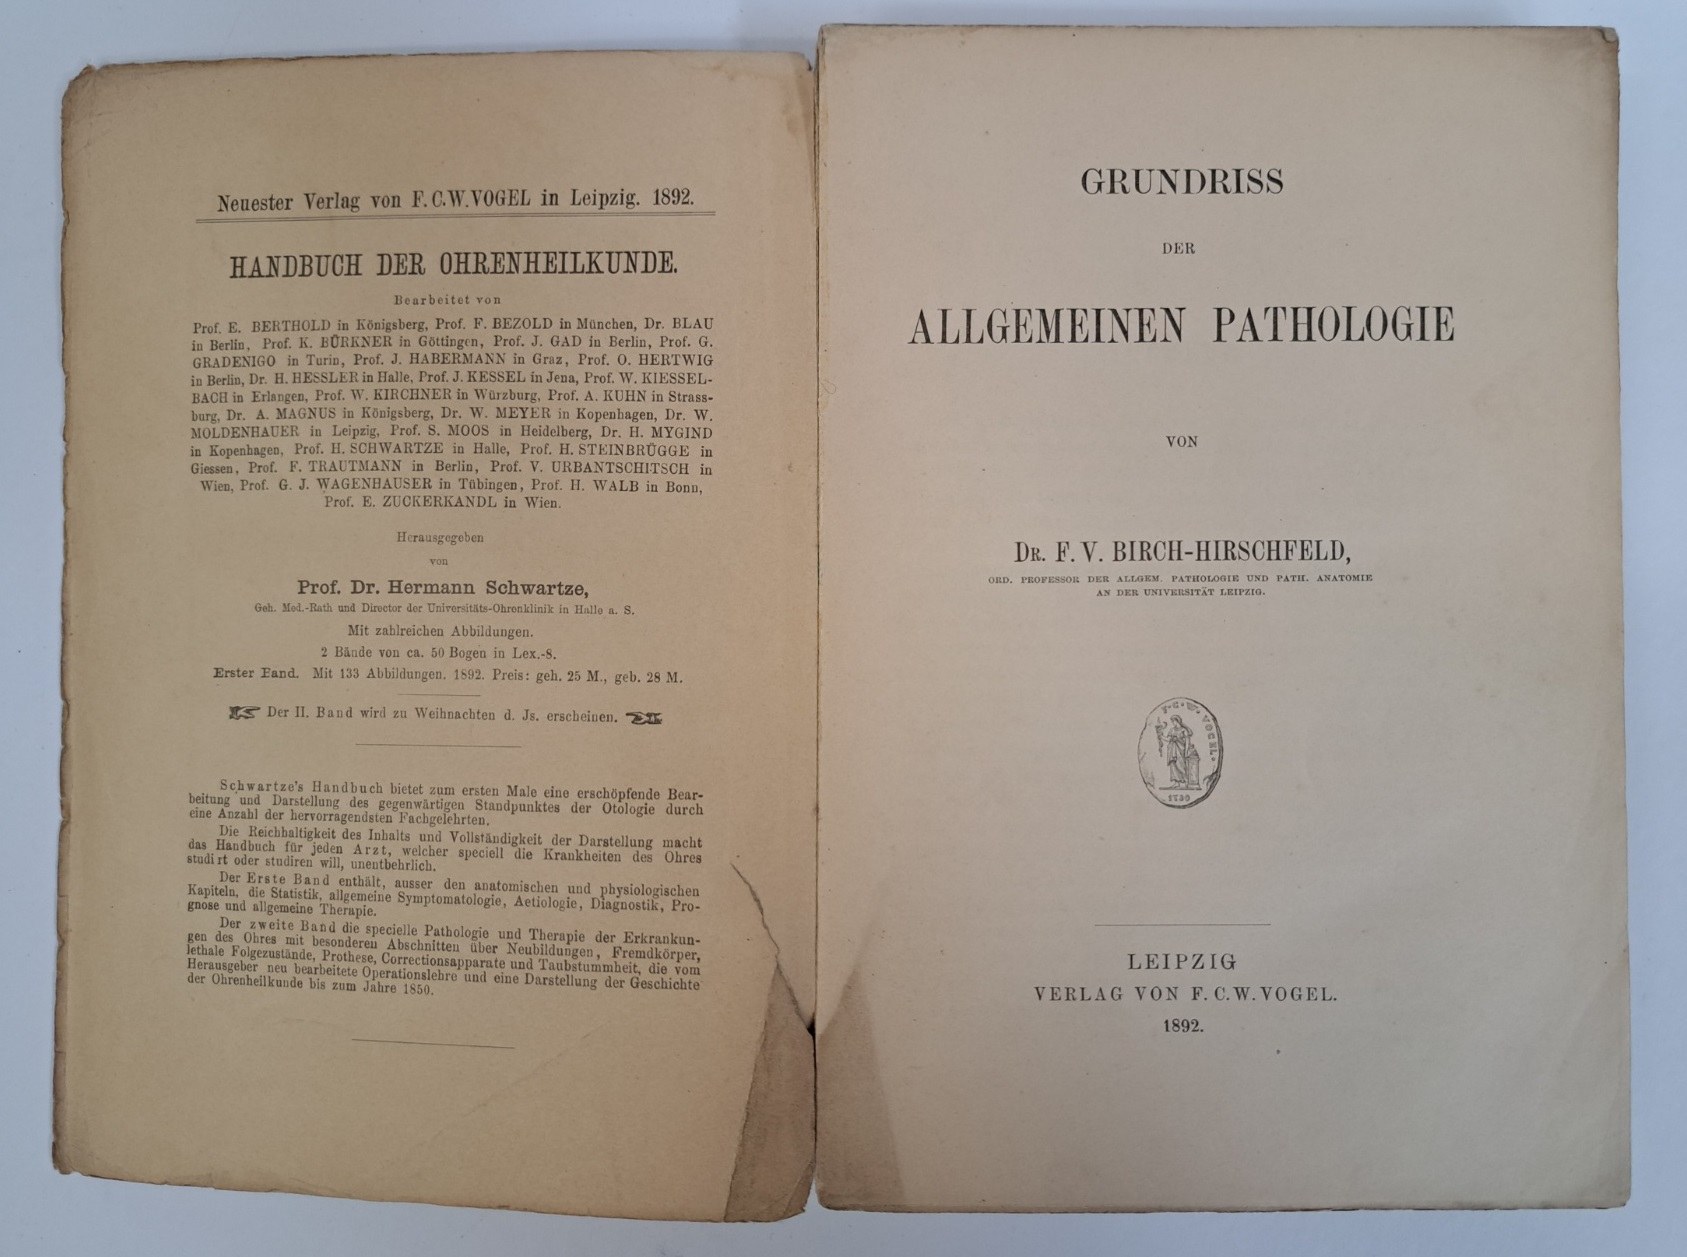 Neuester Verlag von F. C. W. VOGEL in Leipzig. 1892.
HANDBUCH DER OHRENHEILKUNDE.
Bearbeitet von
Prof. E. BERTHOLD in Königsberg, Prof. F. BEZOLD in München, Dr. BLAU
in Berlin, Prof. K. BÜRKNER in Göttingen, Prof. J. GAD in Berlin, Prof. G.
GRADENIGO in Turin, Prof. J. HABERMANN in Graz, Prof. O. HERTWIG
in Berlin, Dr. H. HESSLER in Halle, Prof. J. KESSEL in Jena, Prof. W. KIESSEL-
BACH in Erlangen, Prof. W. KIRCHNER in Würzburg, Prof. A. KUHN in Strass-
burg, Dr. A. MAGNUS in Königsberg, Dr. W. MEYER in Kopenhagen, Dr. W.
MOLDENHAUER in Leipzig, Prof. S. MOOS in Heidelberg, Dr. H. MYGIND
in Kopenhagen, Prof. H. SCHWARTZE in Halle, Prof. H. STEINBRÜGGE in
Giessen, Prof. F. TRAUTMANN in Berlin, Prof. V. URBANTSCHITSCH in
Wien, Prof. G. J. WAGENHÄUSER in Tübingen, Prof. H. WALB in Bonn,
Prof. E. ZUCKERKANDL in Wien.
Herausgegeben
von
Prof. Dr. Hermann Schwartze,
Geh. Med.-Rath und Director der Universitäts-Ohrenklinik in Halle a. S.
Mit zahlreichen Abbildungen.
2 Bände von ca. 50 Bogen in Lex.-8.
Erster Band. Mit 133 Abbildungen. 1892. Preis: geh. 25 M., geb. 28 M.
Der II. Band wird zu Weihnachten d. Js. erscheinen.
Schwartze's Handbuch bietet zum ersten Male eine erschöpfende Bear-
beitung und Darstellung des gegenwärtigen Standpunktes der Otologie durch
eine Anzahl der hervorragendsten Fachgelehrten.
Die Reichhaltigkeit des Inhalts und Vollständigkeit der Darstellung macht
das Handbuch für jeden Arzt, welcher speciell die Krankheiten des Ohres
studirt oder studiren will, unentbehrlich.
Der Erste Band enthält, ausser den anatomischen und physiologischen
Kapiteln, die Statistik, allgemeine Symptomatologie, Aetiologie, Diagnostik, Pro-
gnose und allgemeine Therapie.
Der zweite Band die specielle Pathologie und Therapie der Erkrankun-
gen des Ohres mit besonderen Abschnitten über Neubildungen, Fremdkörper,
lethale Folgezustände, Prothese, Correctionsapparate und Taubstummheit, die vom
Herausgeber neu bearbeitete Operationslehre und eine Darstellung der Geschichte
der Ohrenheilkunde bis zum Jahre 1850.
GRUNDRISS
DER
ALLGEMEINEN PATHOLOGIE
VON
DR. F. V. BIRCH-HIRSCHFELD,
ORD. PROFESSOR DER ALLGEM. PATHOLOGIE UND PATH. ANATOMIE
AN DER UNIVERSITÄT LEIPZIG.
F. C. W. VOGEL.
1730
LEIPZIG
VERLAG VON F. C. W. VOGEL.
1892.